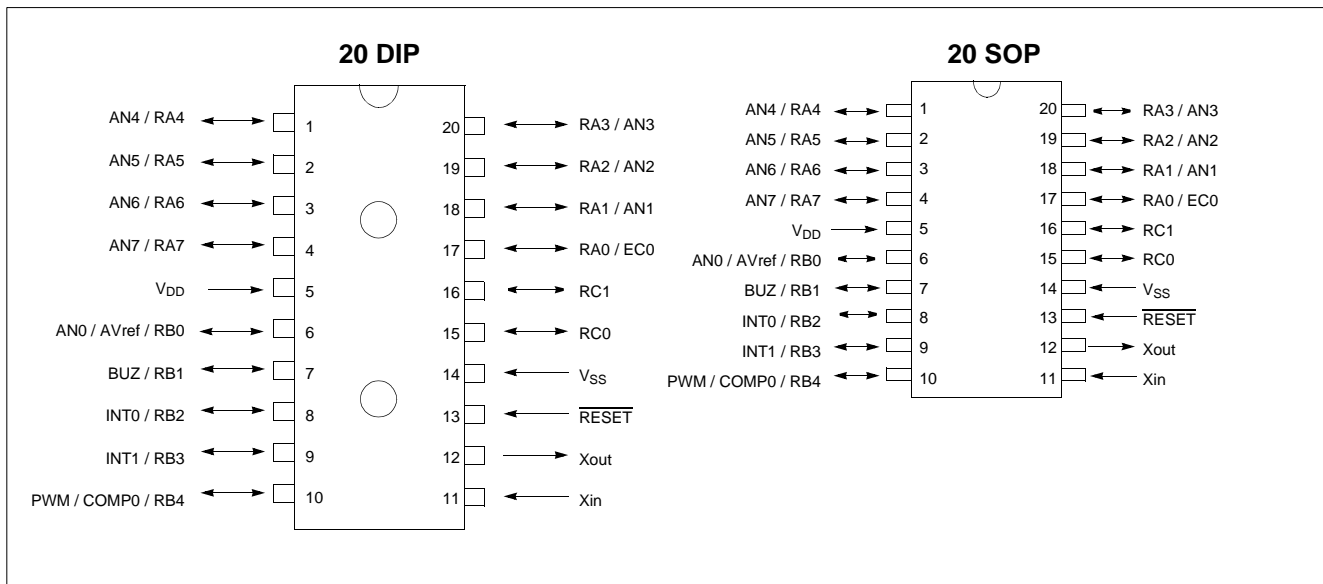 20 DIP
AN4 / RA4 1 20 RA3 / AN3
AN5 / RA5 2 19 RA2 / AN2
AN6 / RA6 3 18 RA1 / AN1
AN7 / RA7 4 17 RA0 / EC0
VDD 5 16 RC1
AN0 / AVref / RB0 6 15 RC0
BUZ / RB1 7 14 VSS
INT0 / RB2 8 13 RESET
INT1 / RB3 9 12 Xout
PWM / COMP0 / RB4 10 11 Xin
20 SOP
AN4 / RA4 1 20 RA3 / AN3
AN5 / RA5 2 19 RA2 / AN2
AN6 / RA6 3 18 RA1 / AN1
AN7 / RA7 4 17 RA0 / EC0
VDD 5 16 RC1
AN0 / AVref / RB0 6 15 RC0
BUZ / RB1 7 14 VSS
INT0 / RB2 8 13 RESET
INT1 / RB3 9 12 Xout
PWM / COMP0 / RB4 10 11 Xin